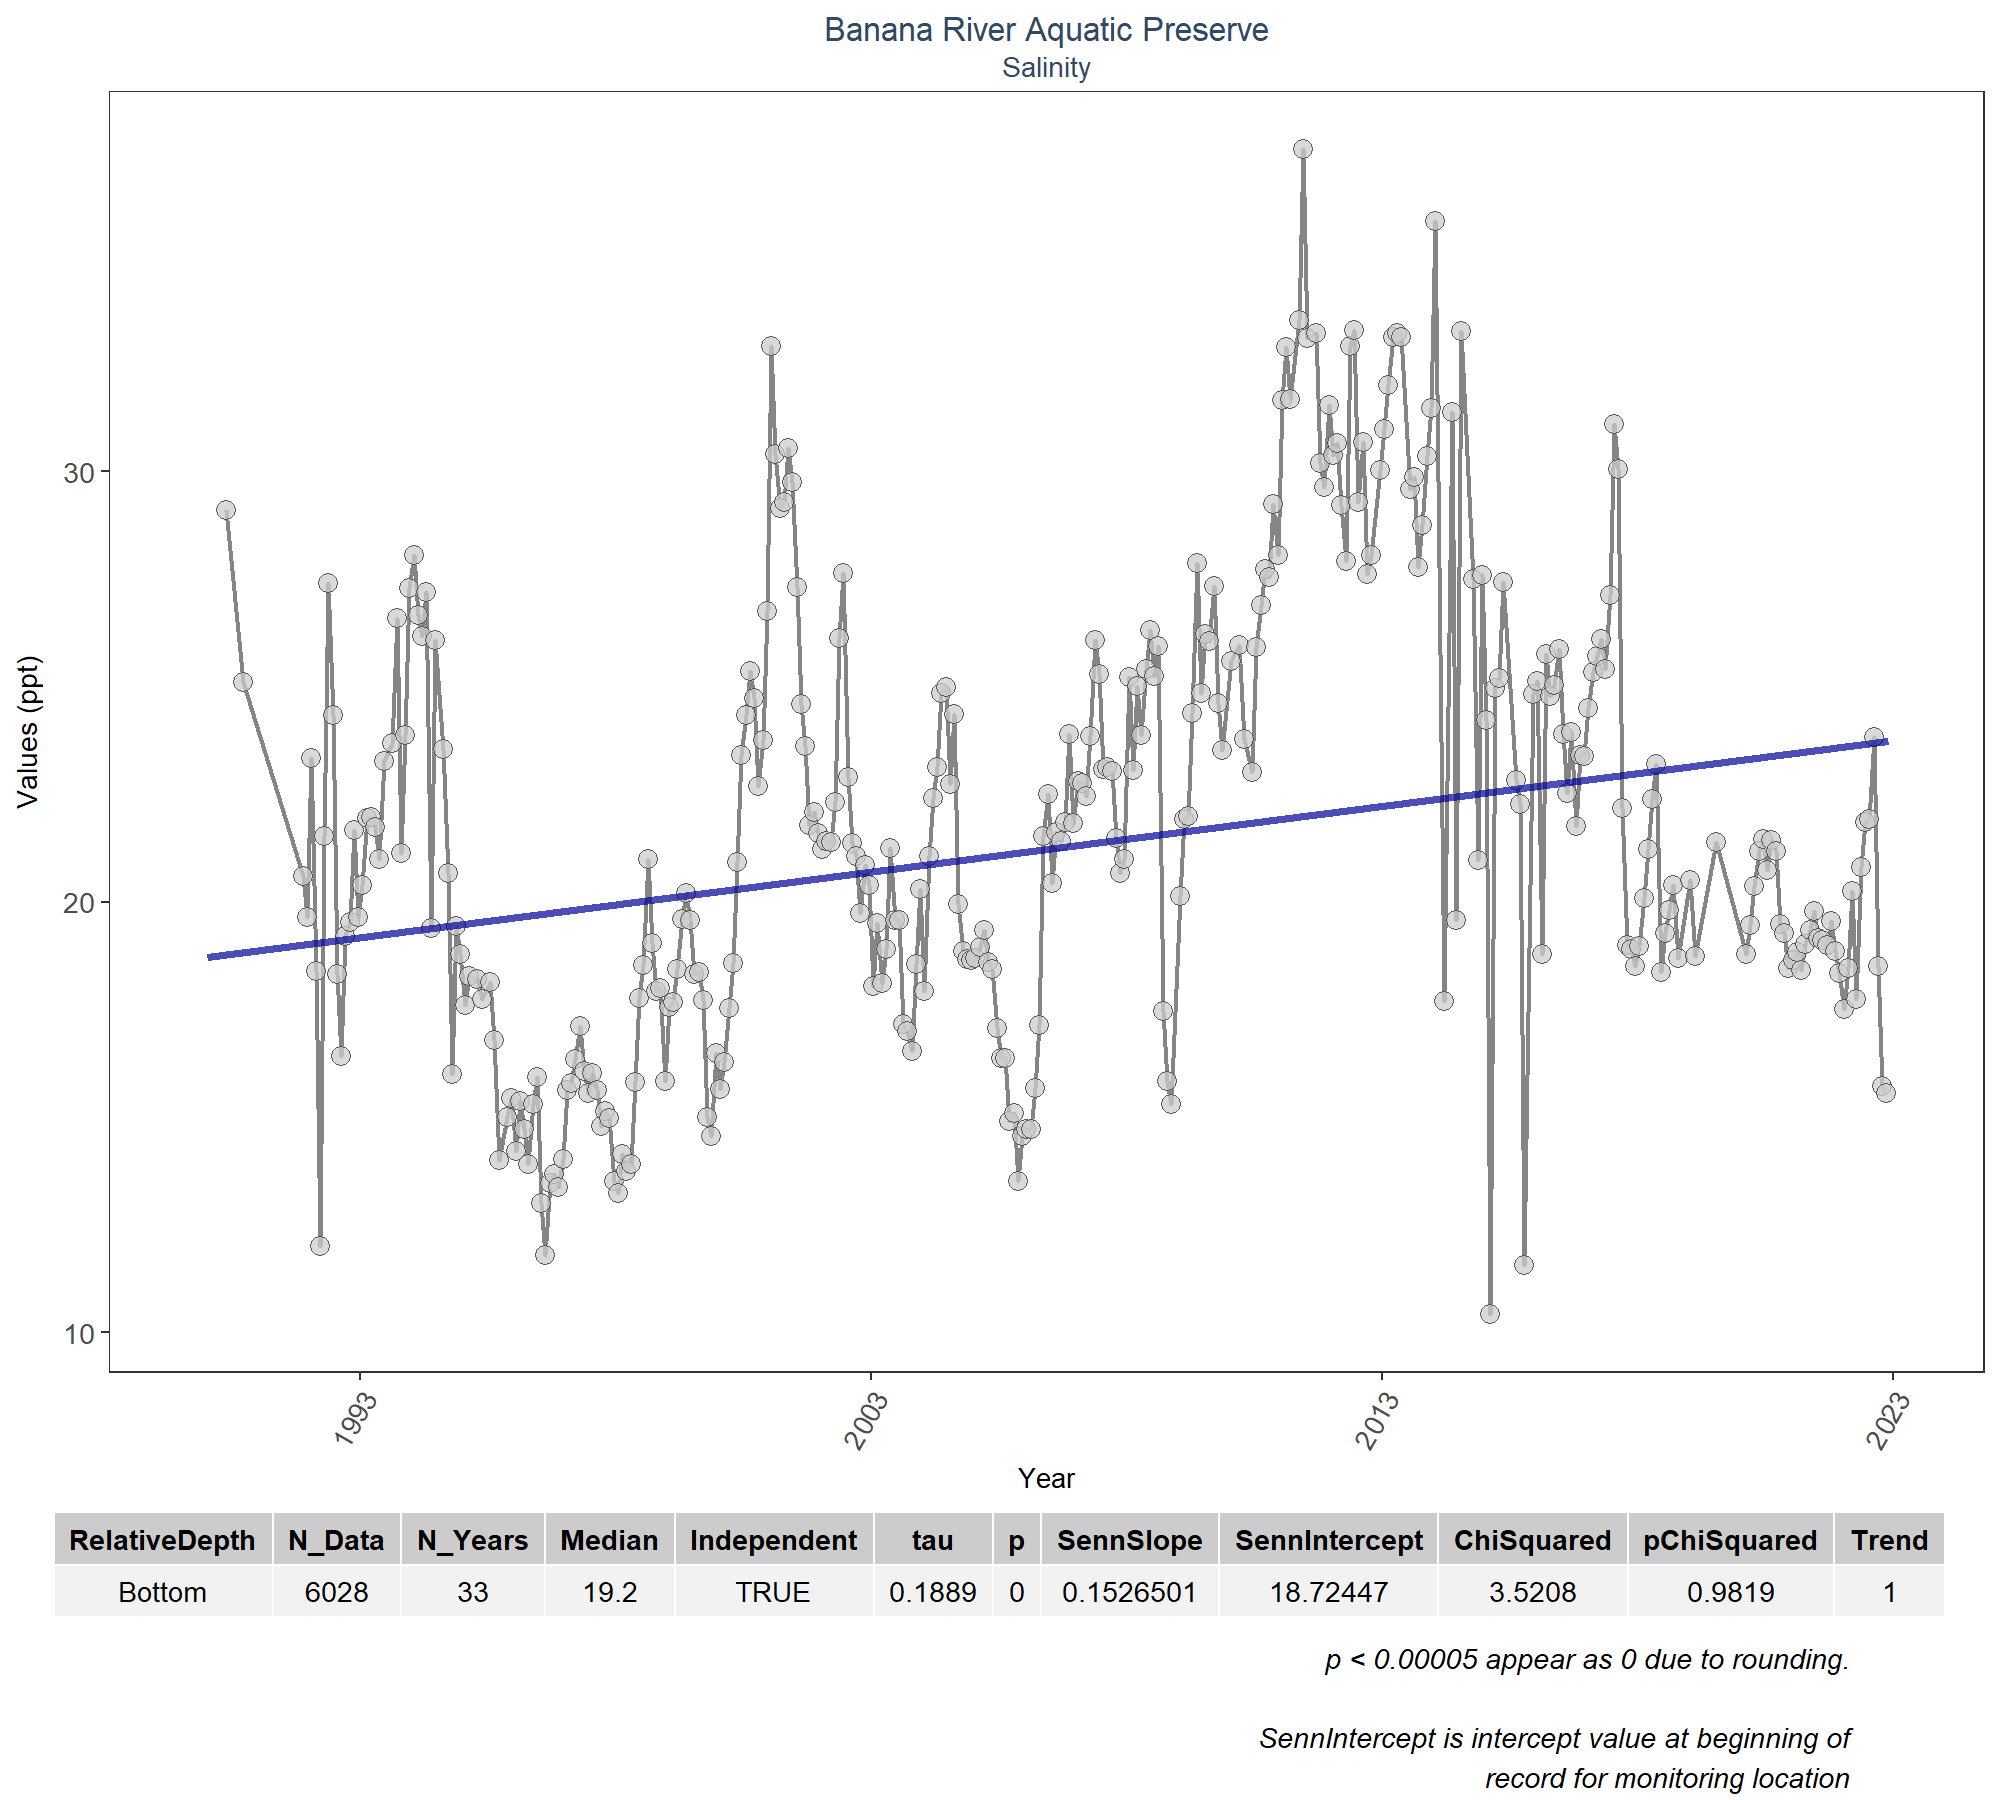 Banana River Aquatic Preserve
Salinity
Values (ppt)
30
20
10
1993 2003 2013 2023
Year
RelativeDepth N_Data N_Years Median Independent tau p SennSlope SennIntercept ChiSquared pChiSquared Trend
Bottom 6028 33 19.2 TRUE 0.1889 0 0.1526501 18.72447 3.5208 0.9819 1
p < 0.00005 appear as 0 due to rounding.
SennIntercept is intercept value at beginning of
record for monitoring location